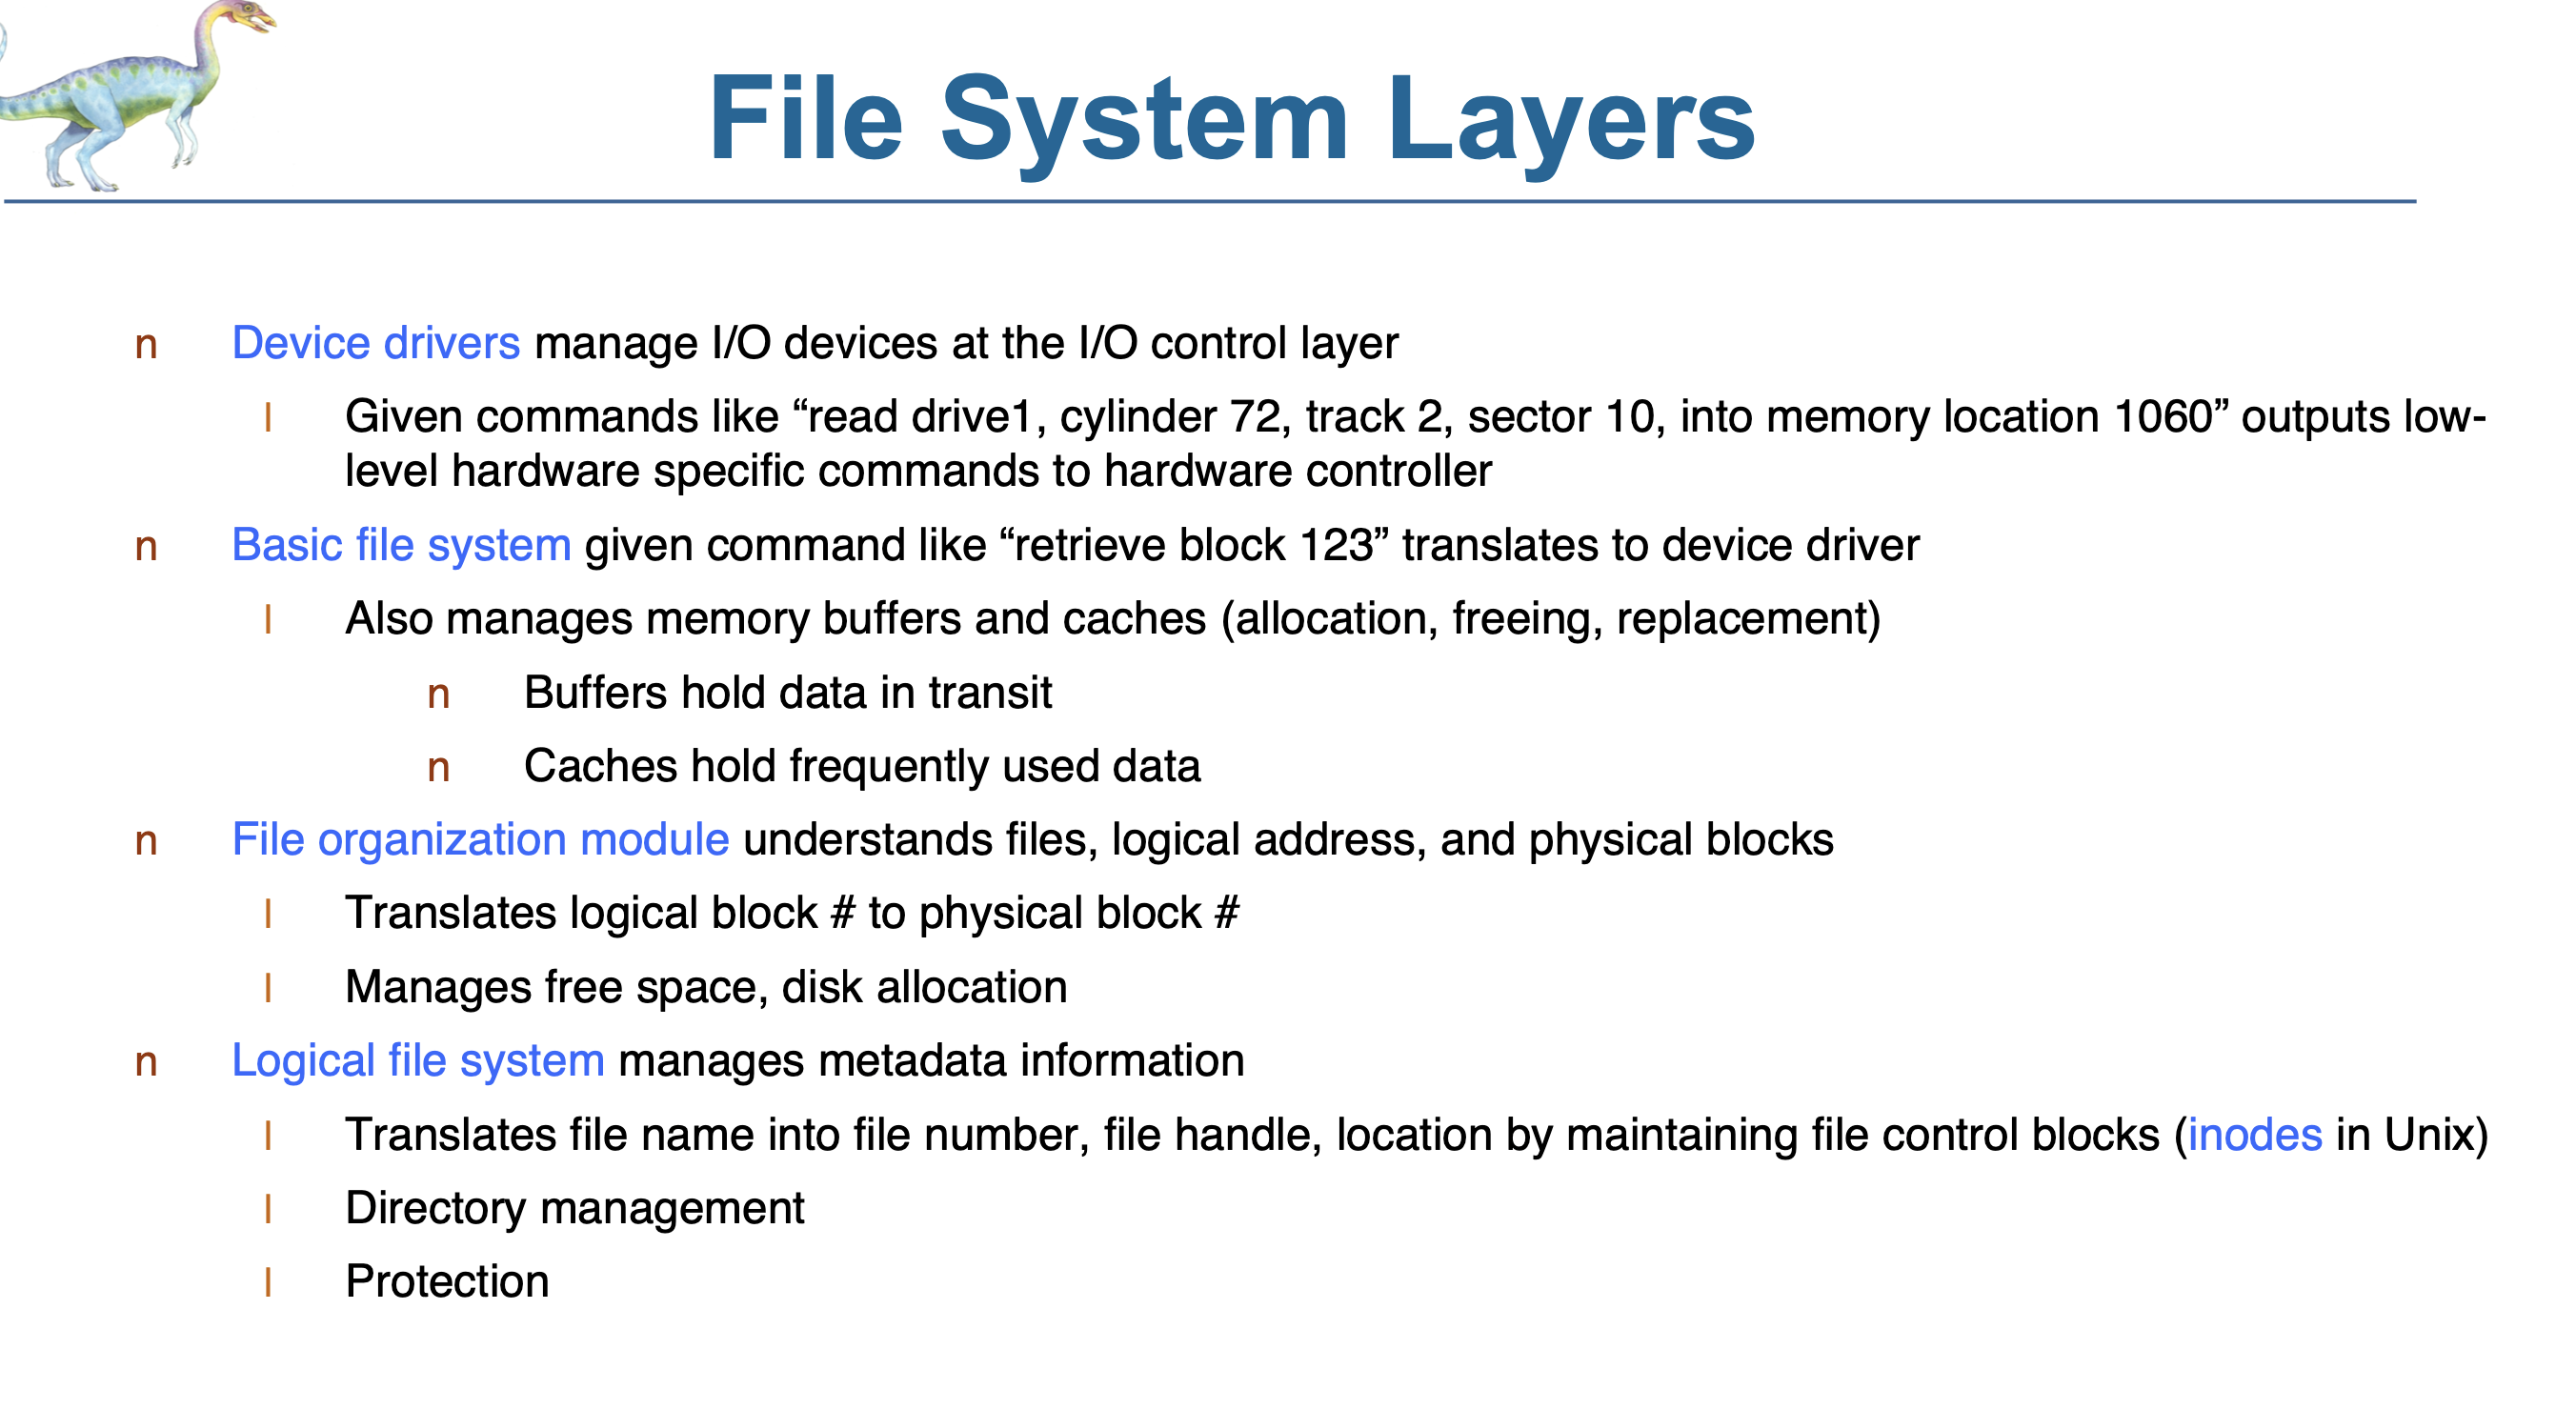 File System Layers
n Device drivers manage I/O devices at the I/O control layer
l Given commands like “read drive1, cylinder 72, track 2, sector 10, into memory location 1060” outputs low-
level hardware specific commands to hardware controller
n Basic file system given command like “retrieve block 123” translates to device driver
l Also manages memory buffers and caches (allocation, freeing, replacement)
n Buffers hold data in transit
n Caches hold frequently used data
n File organization module understands files, logical address, and physical blocks
l Translates logical block # to physical block #
l Manages free space, disk allocation
n Logical file system manages metadata information
l Translates file name into file number, file handle, location by maintaining file control blocks (inodes in Unix)
l Directory management
l Protection